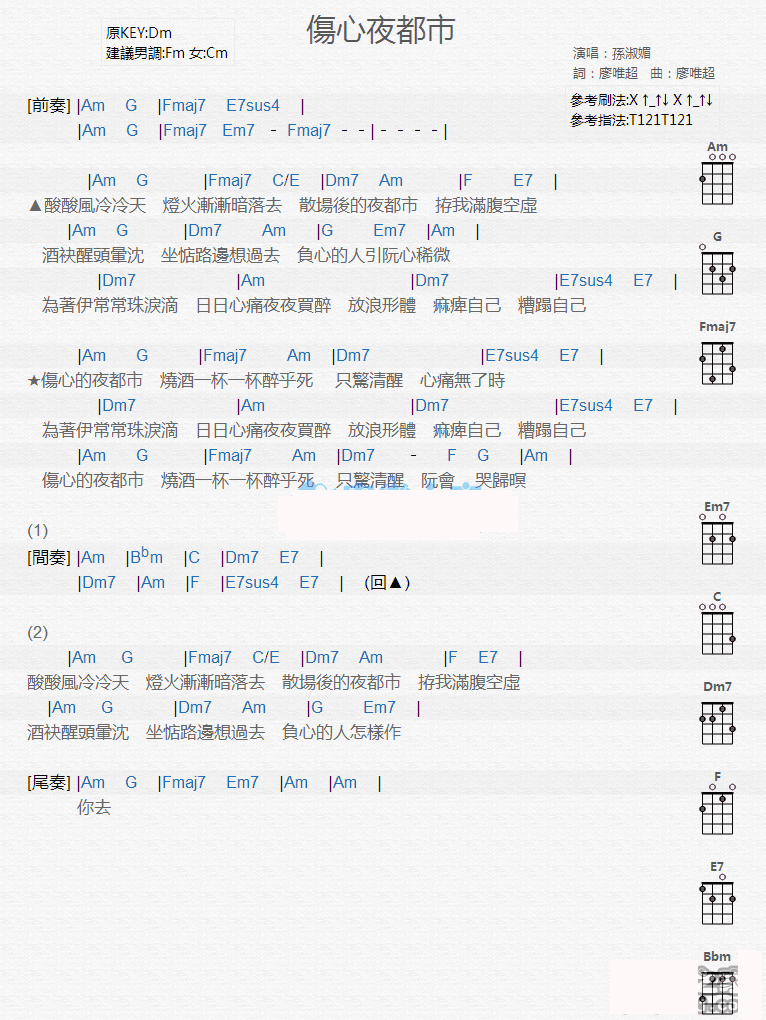 傷心夜都市
原KEY:Dm
建議男調:Fm 女:Cm
演唱：孫淑媚
詞：廖唯超　曲：廖唯超
參考刷法:X ↑_↑↓ X ↑_↑↓
參考指法:T121T121
[前奏] |Am G |Fmaj7 E7sus4 |
|Am G |Fmaj7 Em7 - Fmaj7 - - | - - - - |
|Am G |Fmaj7 C/E |Dm7 Am |F E7 |
▲酸酸風冷冷天　燈火漸漸暗落去　散場後的夜都市　拵我滿腹空虛
|Am G |Dm7 Am |G Em7 |Am |
酒袂醒頭暈沈　坐惦路邊想過去　負心的人引阮心稀微
|Dm7 |Am |Dm7 |E7sus4 E7 |
為著伊常常珠淚滴　日日心痛夜夜買醉　放浪形體　痲痺自己　糟蹋自己
|Am G |Fmaj7 Am |Dm7 |E7sus4 E7 |
★傷心的夜都市　燒酒一杯一杯醉乎死　只驚清醒　心痛無了時
|Dm7 |Am |Dm7 |E7sus4 E7 |
為著伊常常珠淚滴　日日心痛夜夜買醉　放浪形體　痲痺自己　糟蹋自己
|Am G |Fmaj7 Am |Dm7 - F G |Am |
傷心的夜都市　燒酒一杯一杯醉乎死　只驚清醒　阮會　哭歸暝
(1)
[間奏] |Am |Bbm |C |Dm7 E7 |
|Dm7 |Am |F |E7sus4 E7 | (回▲)
(2)
|Am G |Fmaj7 C/E |Dm7 Am |F E7 |
酸酸風冷冷天　燈火漸漸暗落去　散場後的夜都市　拵我滿腹空虛
|Am G |Dm7 Am |G Em7 |
酒袂醒頭暈沈　坐惦路邊想過去　負心的人怎樣作
[尾奏] |Am G |Fmaj7 Em7 |Am |Am |
你去
Am
G
Fmaj7
Em7
C
Dm7
F
E7
Bbm